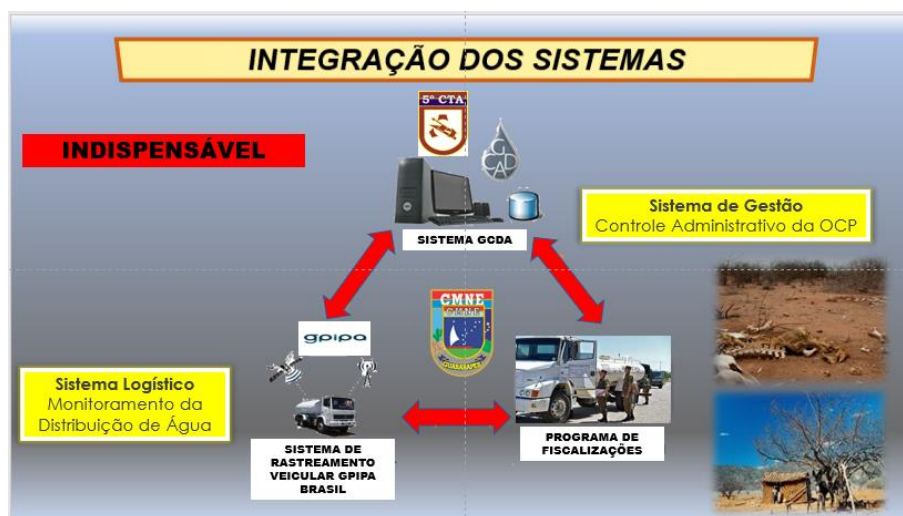 INTEGRAÇÃO DOS SISTEMAS
5º CTA
INDISPENSÁVEL
GCDA
Sistema de Gestão
Controle Administrativo da OCP
SISTEMA GCDA
CMNE
GUARARAPES
gpipa
Sistema Logístico
Monitoramento da
Distribuição de Água
SISTEMA DE
RASTREAMENTO
VEICULAR GPIPA
BRASIL
PROGRAMA DE
FISCALIZAÇÕES